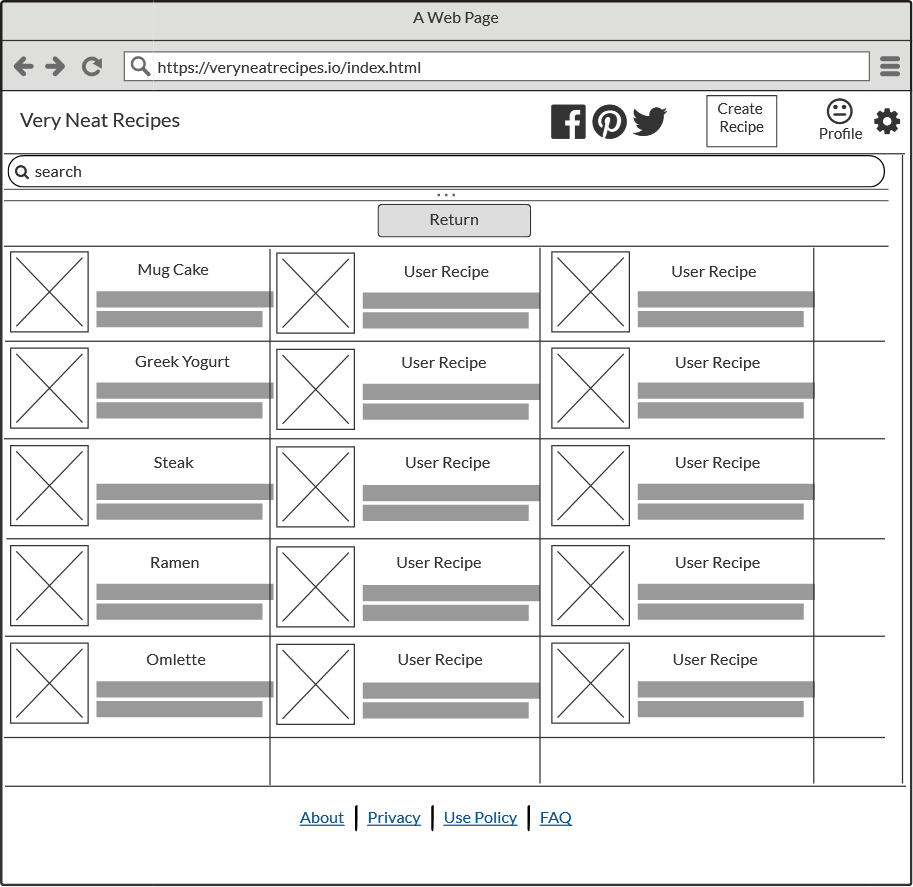 A Web Page
https://veryneatrecipes.io/index.html
Very Neat Recipes
Create
Recipe
Profile
search
...
Return
Mug Cake
User Recipe
User Recipe
Greek Yogurt
User Recipe
User Recipe
Steak
User Recipe
User Recipe
Ramen
User Recipe
User Recipe
Omlette
User Recipe
User Recipe
About | Privacy | Use Policy | FAQ